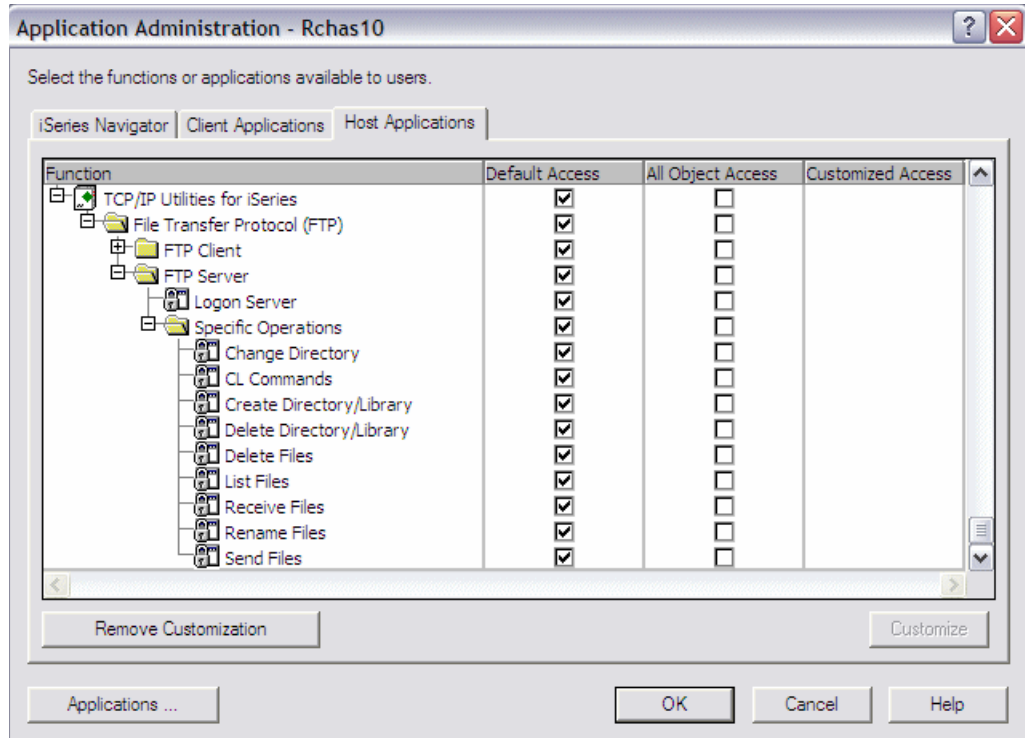 Application Administration - Rchas10
Select the functions or applications available to users.
iSeries Navigator Client Applications Host Applications
Function Default Access All Object Access Customized Access
TCP/IP Utilities for iSeries
File Transfer Protocol (FTP)
FTP Client
FTP Server
Logon Server
Specific Operations
Change Directory
CL Commands
Create Directory/Library
Delete Directory/Library
Delete Files
List Files
Receive Files
Rename Files
Send Files
Remove Customization Customize
Applications ... OK Cancel Help